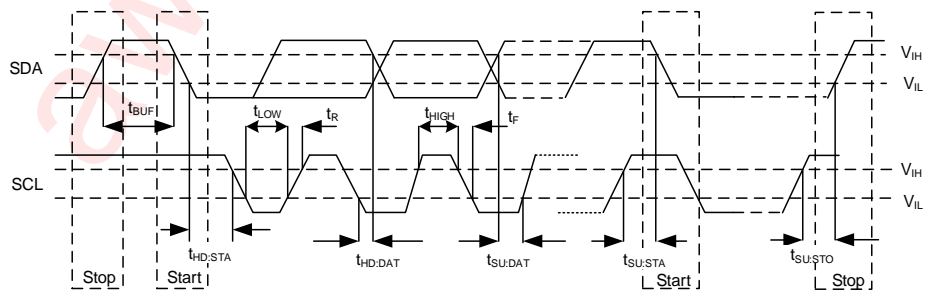 SDA
V_IH
V_IL
t_BUF
t_LOW
t_R
t_HIGH
t_F
SCL
V_IH
V_IL
t_HD:STA
t_HD:DAT
t_SU:DAT
t_SU:STA
t_SU:STO
Stop
Start
Start
Stop
aw